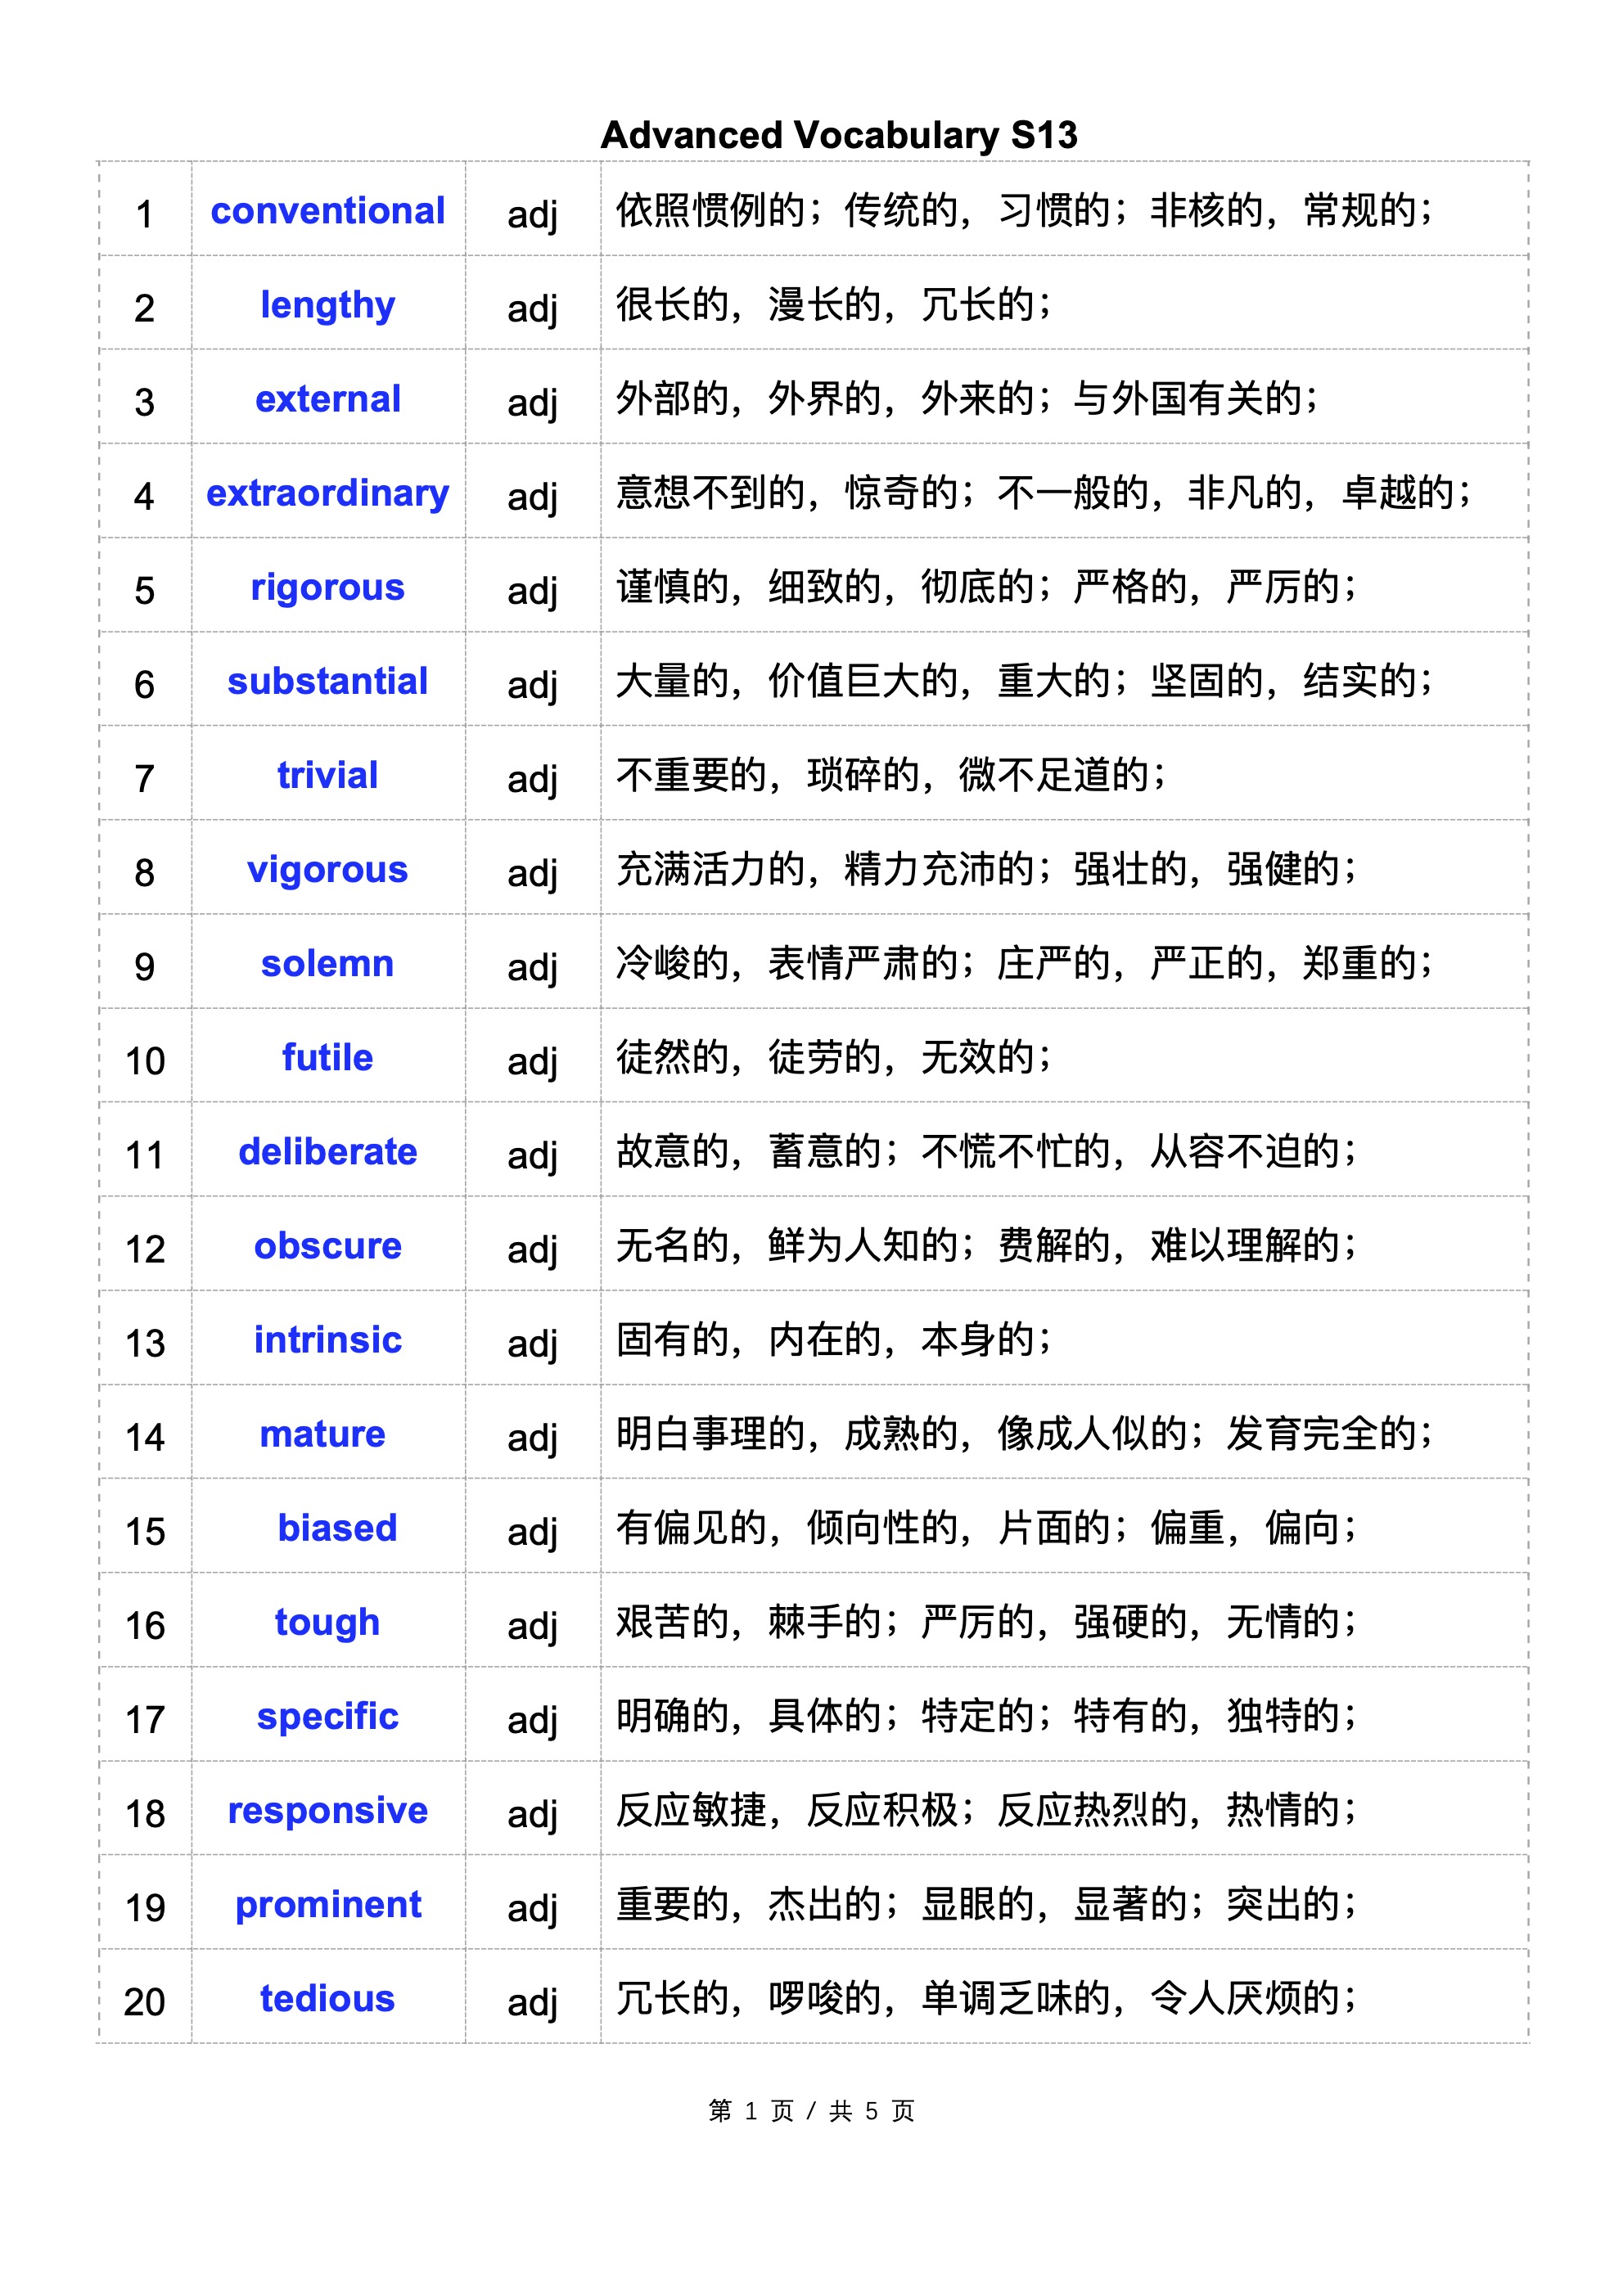 Advanced Vocabulary S13
1 conventional adj 依照惯例的；传统的，习惯的；非核的，常规的；
2 lengthy adj 很长的，漫长的，冗长的；
3 external adj 外部的，外界的，外来的；与外国有关的；
4 extraordinary adj 意想不到的，惊奇的；不一般的，非凡的，卓越的；
5 rigorous adj 谨慎的，细致的，彻底的；严格的，严厉的；
6 substantial adj 大量的，价值巨大的，重大的；坚固的，结实的；
7 trivial adj 不重要的，琐碎的，微不足道的；
8 vigorous adj 充满活力的，精力充沛的；强壮的，强健的；
9 solemn adj 冷峻的，表情严肃的；庄严的，严正的，郑重的；
10 futile adj 徒然的，徒劳的，无效的；
11 deliberate adj 故意的，蓄意的；不慌不忙的，从容不迫的；
12 obscure adj 无名的，鲜为人知的；费解的，难以理解的；
13 intrinsic adj 固有的，内在的，本身的；
14 mature adj 明白事理的，成熟的，像成人似的；发育完全的；
15 biased adj 有偏见的，倾向性的，片面的；偏重，偏向；
16 tough adj 艰苦的，棘手的；严厉的，强硬的，无情的；
17 specific adj 明确的，具体的；特定的；特有的，独特的；
18 responsive adj 反应敏捷，反应积极；反应热烈的，热情的；
19 prominent adj 重要的，杰出的；显眼的，显著的；突出的；
20 tedious adj 冗长的，啰唆的，单调乏味的，令人厌烦的；
第 1 页 / 共 5 页